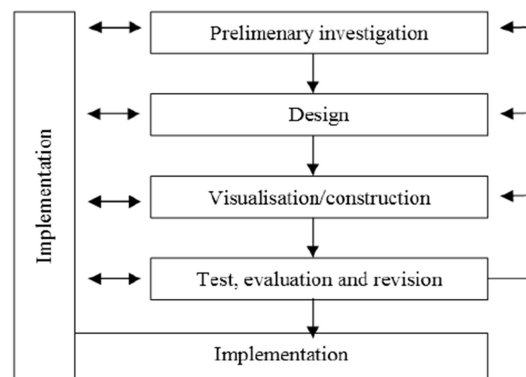 Implementation
Prelimenary investigation
Design
Visualisation/construction
Test, evaluation and revision
Implementation